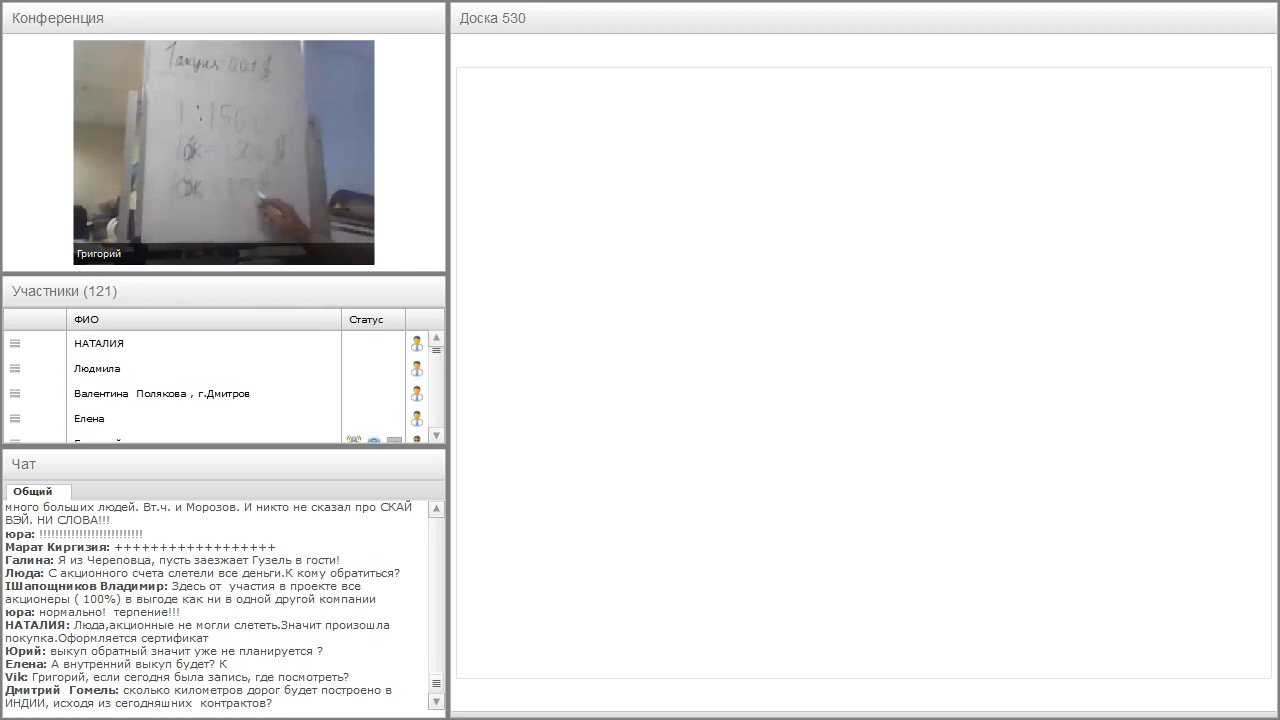 Конференция
Доска 530
1 акция
Григорий
Участники (121)
ФИО
Статус
НАТАЛИЯ
Людмила
Валентина Полякова , г.Дмитров
Елена
Чат
Общий
много больших людей. Вт.ч. и Морозов. И никто не сказал про СКАЙ
ВЭЙ. НИ СЛОВА!!!
юра: !!!!!!!!!!!!!!!!!!!!!!!!!!
Марат Киргизия: ++++++++++++++++++
Галина: Я из Череповца, пусть заезжает Гузель в гости!
Люда: С акционного счета слетели все деньги.К кому обратиться?
IШапощников Владимир: Здесь от участия в проекте все
акционеры ( 100%) в выгоде как ни в одной другой компании
юра: нормально! терпение!!!
НАТАЛИЯ: Люда,акционные не могли слететь.Значит произошла
покупка.Оформляется сертификат
Юрий: выкуп обратный значит уже не планируется ?
Елена: А внутренний выкуп будет? К
Vik: Григорий, если сегодня была запись, где посмотреть?
Дмитрий Гомель: сколько километров дорог будет построено в
ИНДИИ, исходя из сегодняшних контрактов?